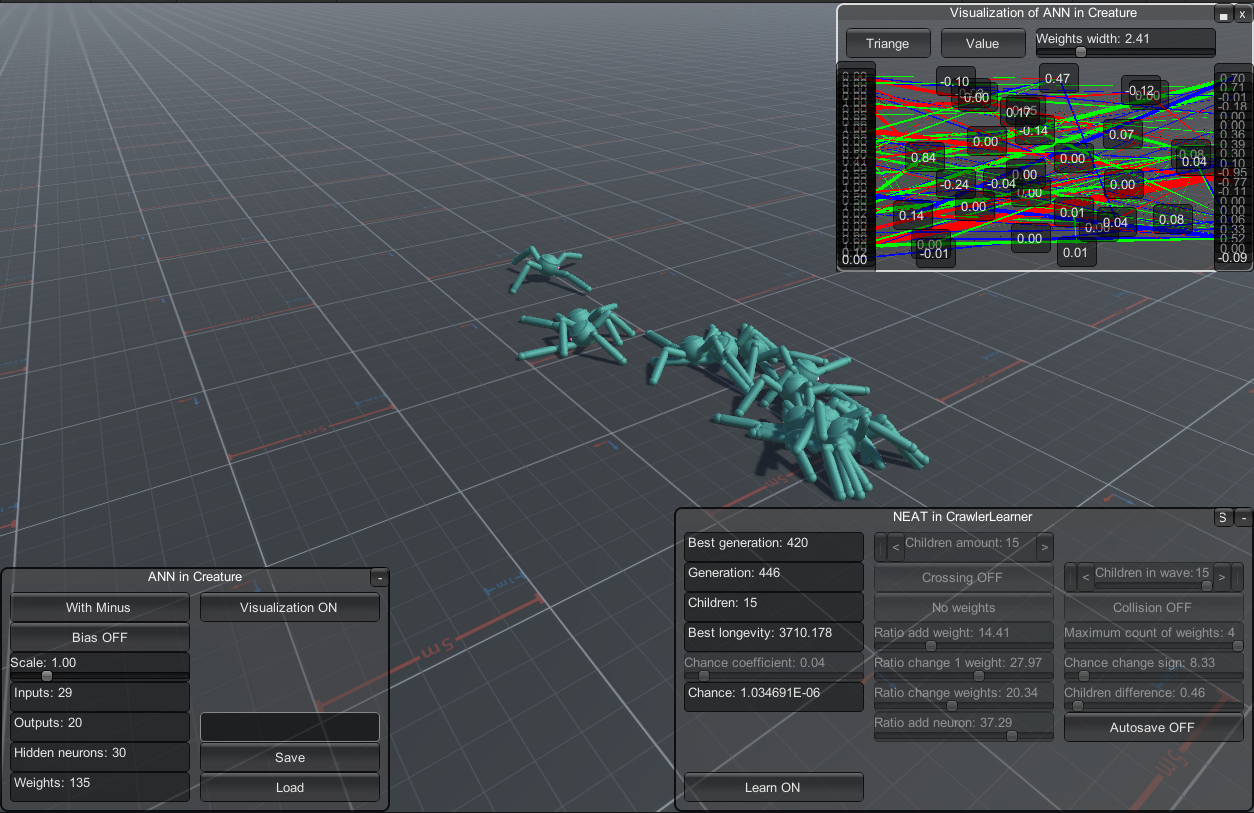 Visualization of ANN in Creature
x
Triange
Value
Weights width: 2.41
-0.10
0.47
-0.12
0.00
-0.00
0.17
-0.14
0.07
0.00
0.84
0.00
0.08
0.04
-0.24
-0.04
0.00
0.00
0.00
0.14
0.00
0.01
0.04
0.08
0.00
0.00
-0.01
0.01
0.00
0.70
0.71
-0.01
-0.18
0.00
0.00
0.36
0.39
0.30
0.10
-0.95
-0.77
-0.11
0.00
0.00
0.06
0.33
0.52
0.00
-0.09
5m
1m
5m
NEAT in CrawlerLearner
S
-
Best generation: 420
< Children amount: 15 >
Generation: 446
Crossing OFF
< Children in wave: 15 >
Children: 15
No weights
Collision OFF
Best longevity: 3710.178
Ratio add weight: 14.41
Maximum count of weights: 4
Chance coefficient: 0.04
Ratio change 1 weight: 27.97
Chance change sign: 8.33
Chance: 1.034691E-06
Ratio change weights: 20.34
Children difference: 0.46
Ratio add neuron: 37.29
Autosave OFF
Learn ON
ANN in Creature
-
With Minus
Visualization ON
Bias OFF
Scale: 1.00
Inputs: 29
Outputs: 20
Hidden neurons: 30
Save
Weights: 135
Load